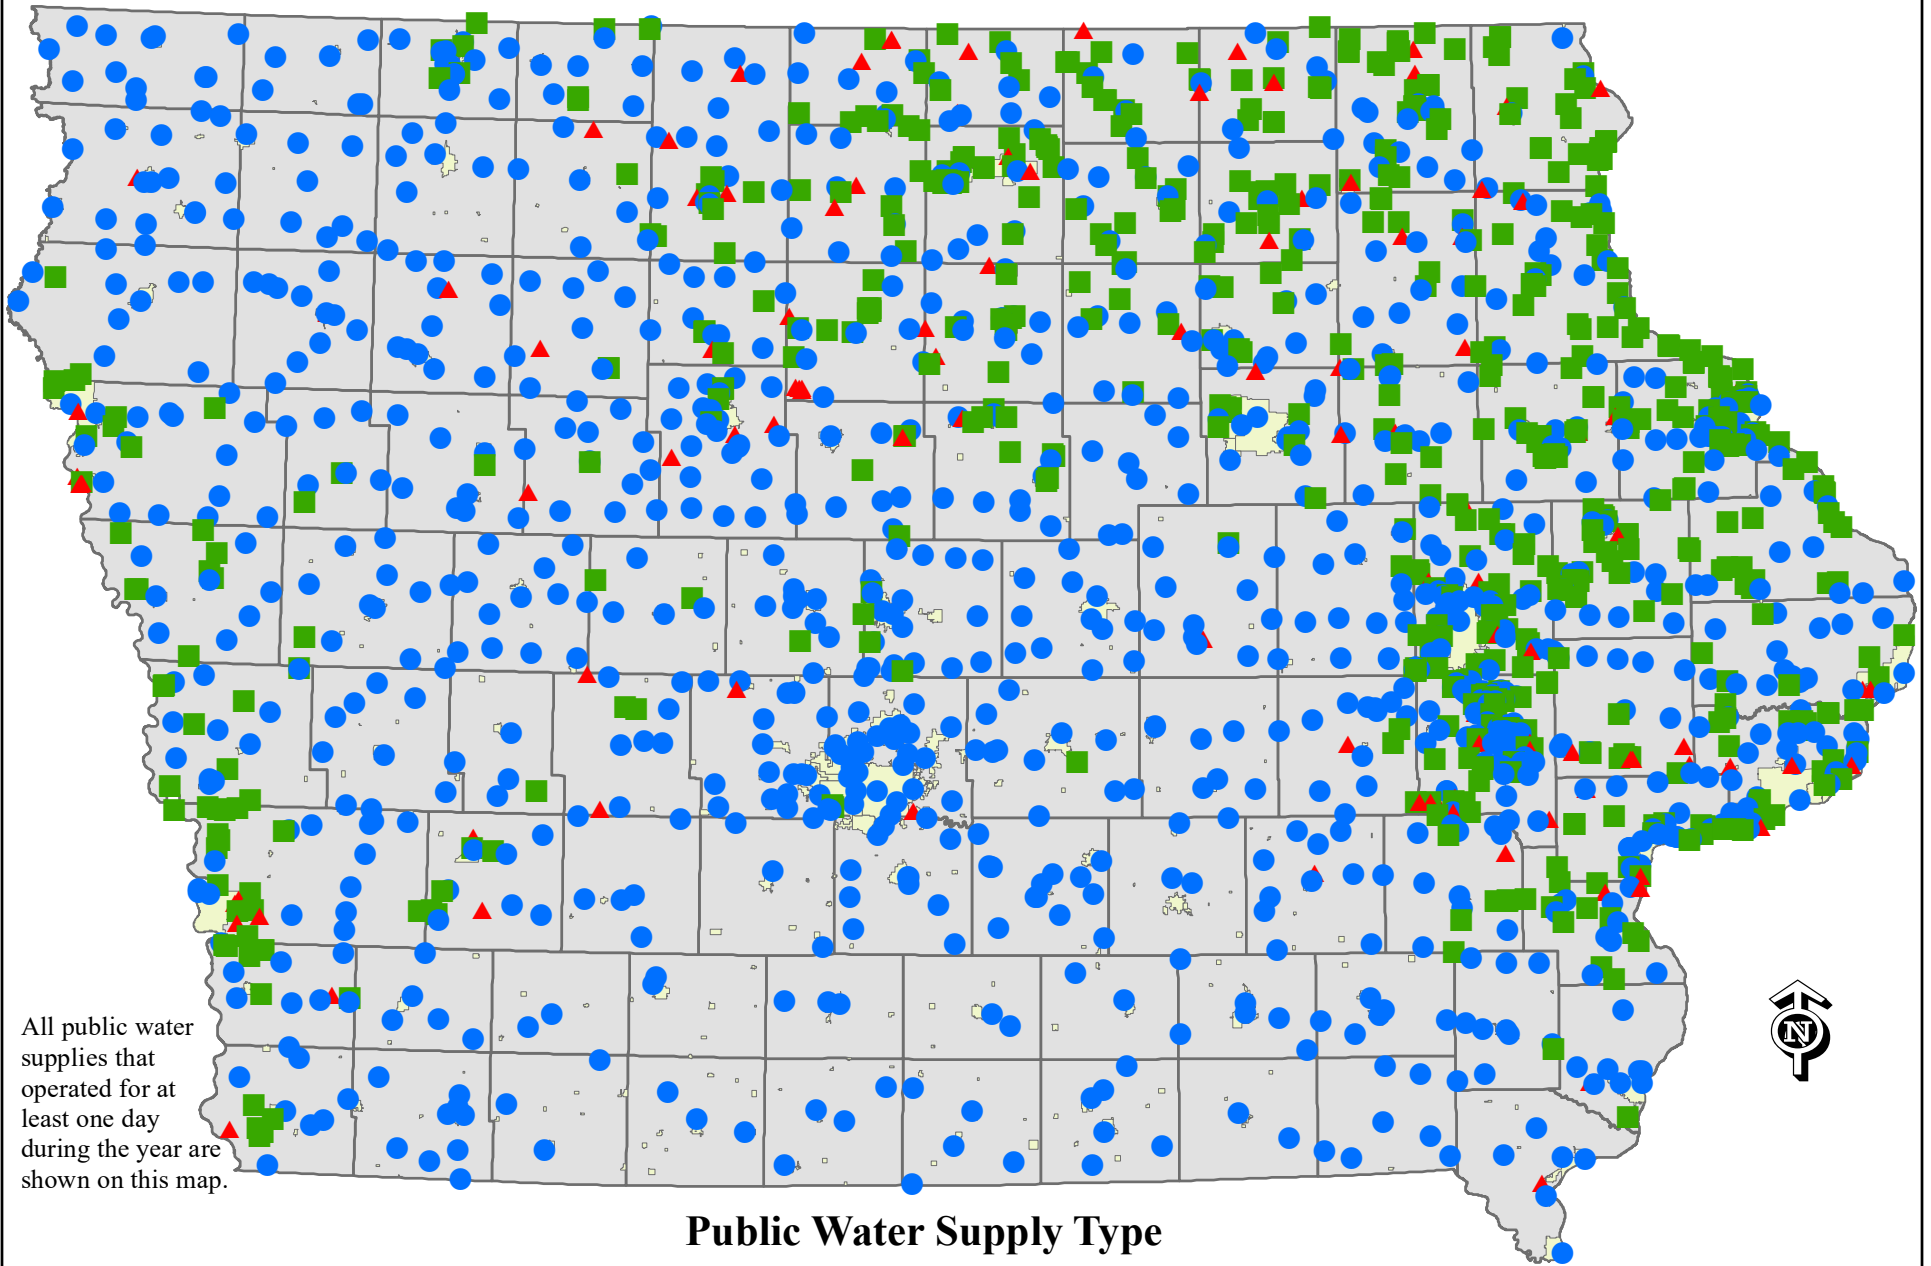 All public water
supplies that
operated for at
least one day
during the year are
shown on this map.
N
Public Water Supply Type